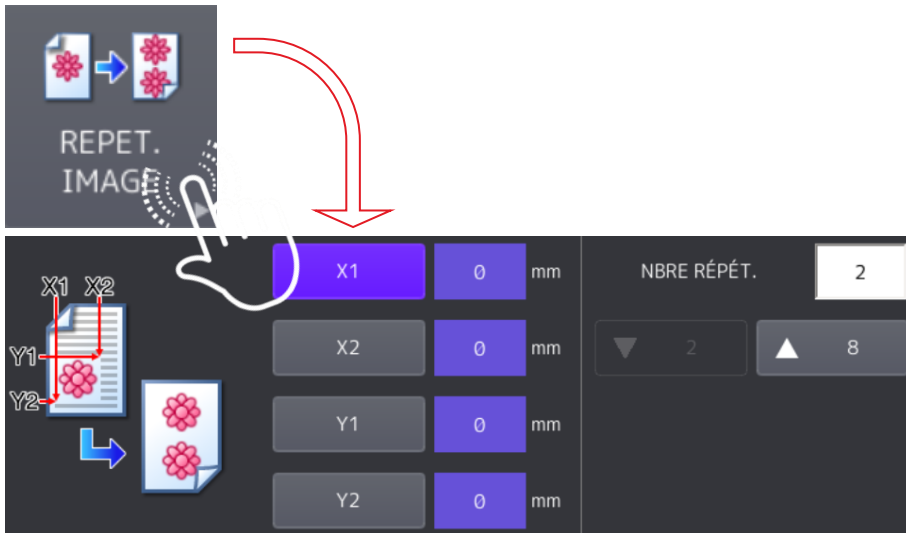 REPET.
IMAGE
X1 X2
Y1
Y2
X1 0 mm
X2 0 mm
Y1 0 mm
Y2 0 mm
NBRE RÉPÉT. 2
2 8